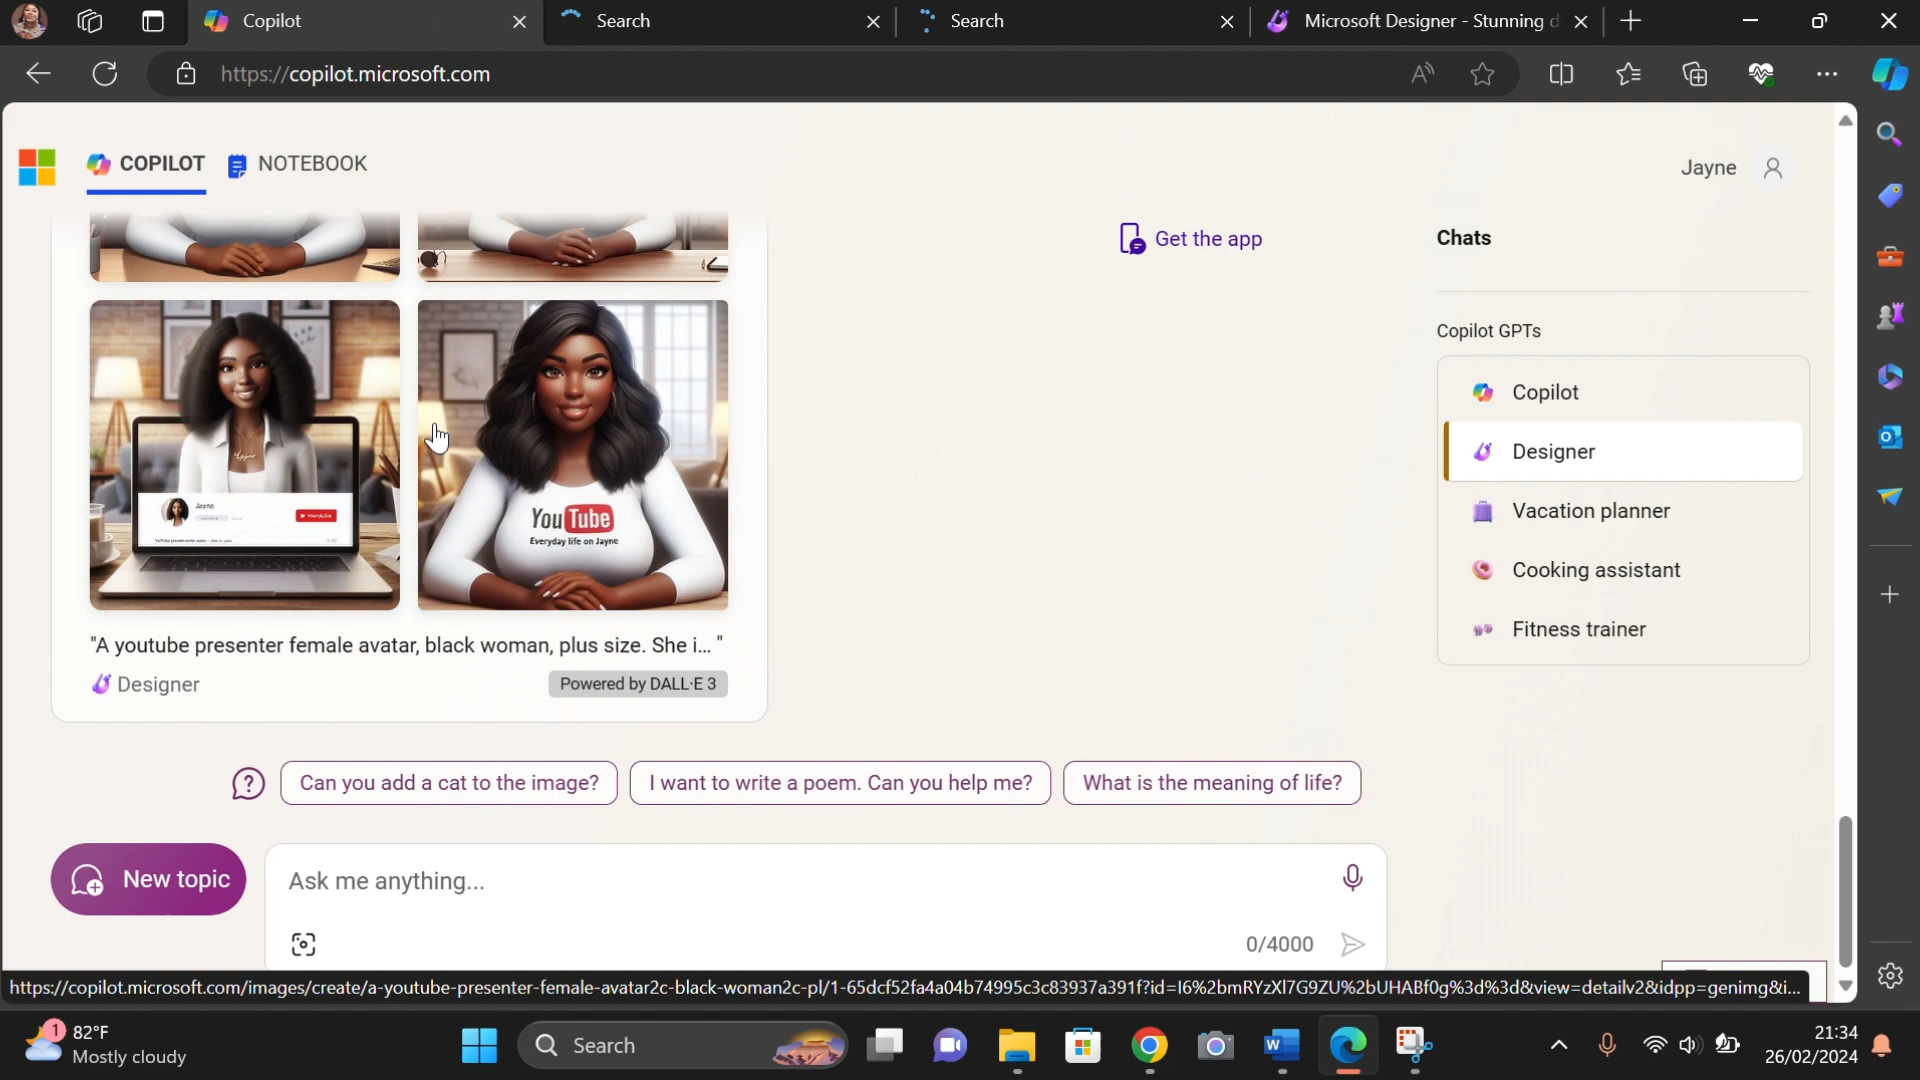 Copilot
Search
Search
Microsoft Designer - Stunning d
https://copilot.microsoft.com
COPILOT
NOTEBOOK
Jayne
Get the app
Chats
Copilot GPTs
Copilot
Designer
Vacation planner
Cooking assistant
Fitness trainer
Jayne
YouTube
Everyday life on Jayne
"A youtube presenter female avatar, black woman, plus size. She i... "
Designer
Powered by DALL·E 3
Can you add a cat to the image?
I want to write a poem. Can you help me?
What is the meaning of life?
New topic
Ask me anything...
0/4000
https://copilot.microsoft.com/images/create/a-youtube-presenter-female-avatar2c-black-woman2c-pl/1-65dcf52fa4a04b74995c3c83937a391f?id=I6%2bmRYzXl7G9ZU%2bUHABf0g%3d%3d&view=detailv2&idpp=genimg&i...
1
82°F
Mostly cloudy
Search
21:34
26/02/2024